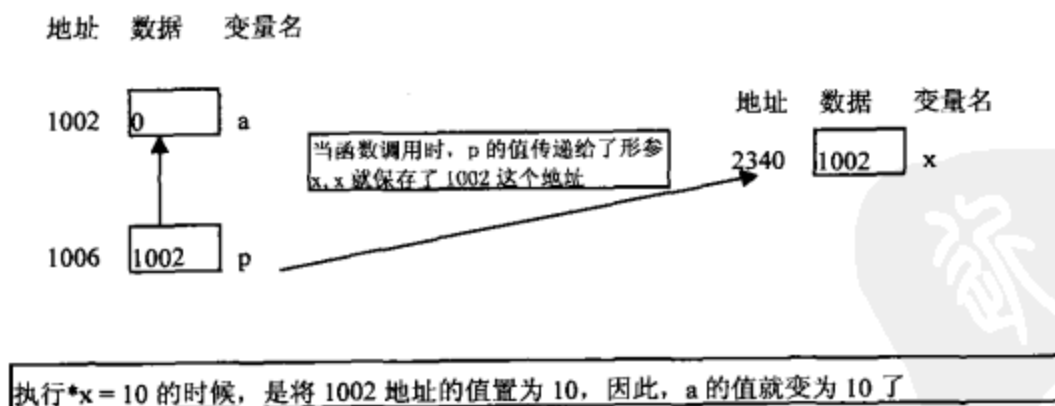 地址 数据 变量名
1002 0 a
地址 数据 变量名
当函数调用时，p 的值传递给了形参
x,x 就保存了 1002 这个地址
2340 1002 x
1006 1002 p
执行*x = 10 的时候，是将 1002 地址的值置为 10，因此，a 的值就变为 10 了